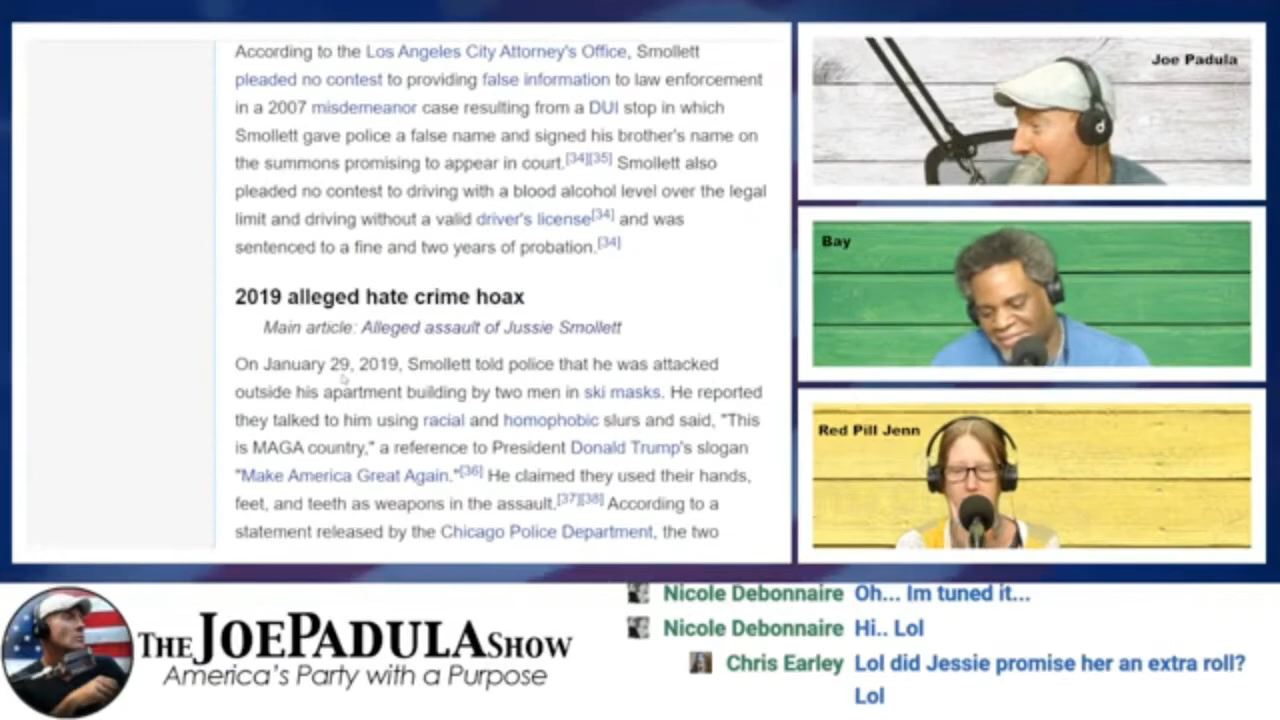 According to the Los Angeles City Attorney's Office, Smollett
pleaded no contest to providing false information to law enforcement
in a 2007 misdemeanor case resulting from a DUI stop in which
Smollett gave police a false name and signed his brother's name on
the summons promising to appear in court.[34][35] Smollett also
pleaded no contest to driving with a blood alcohol level over the legal
limit and driving without a valid driver's license[34] and was
sentenced to a fine and two years of probation.[34]
2019 alleged hate crime hoax
Main article: Alleged assault of Jussie Smollett
On January 29, 2019, Smollett told police that he was attacked
outside his apartment building by two men in ski masks. He reported
they talked to him using racial and homophobic slurs and said, "This
is MAGA country," a reference to President Donald Trump's slogan
"Make America Great Again."[36] He claimed they used their hands,
feet, and teeth as weapons in the assault.[37][38] According to a
statement released by the Chicago Police Department, the two
Joe Padula
Bay
Red Pill Jenn
THE JOEPADULA SHOW
America's Party with a Purpose
Nicole Debonnaire Oh... Im tuned it...
Nicole Debonnaire Hi.. Lol
Chris Earley Lol did Jessie promise her an extra roll?
Lol